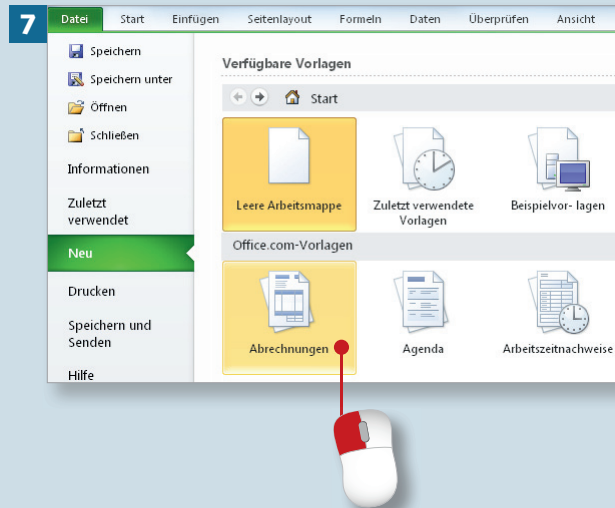 7
Datei Start Einfügen Seitenlayout Formeln Daten Überprüfen Ansicht
Speichern
Speichern unter
Öffnen
Schließen
Informationen
Zuletzt
verwendet
Neu
Drucken
Speichern und
Senden
Hilfe
Verfügbare Vorlagen
Start
Leere Arbeitsmappe
Zuletzt verwendete
Vorlagen
Beispielvor- lagen
Office.com-Vorlagen
Abrechnungen
Agenda
Arbeitszeitnachweise